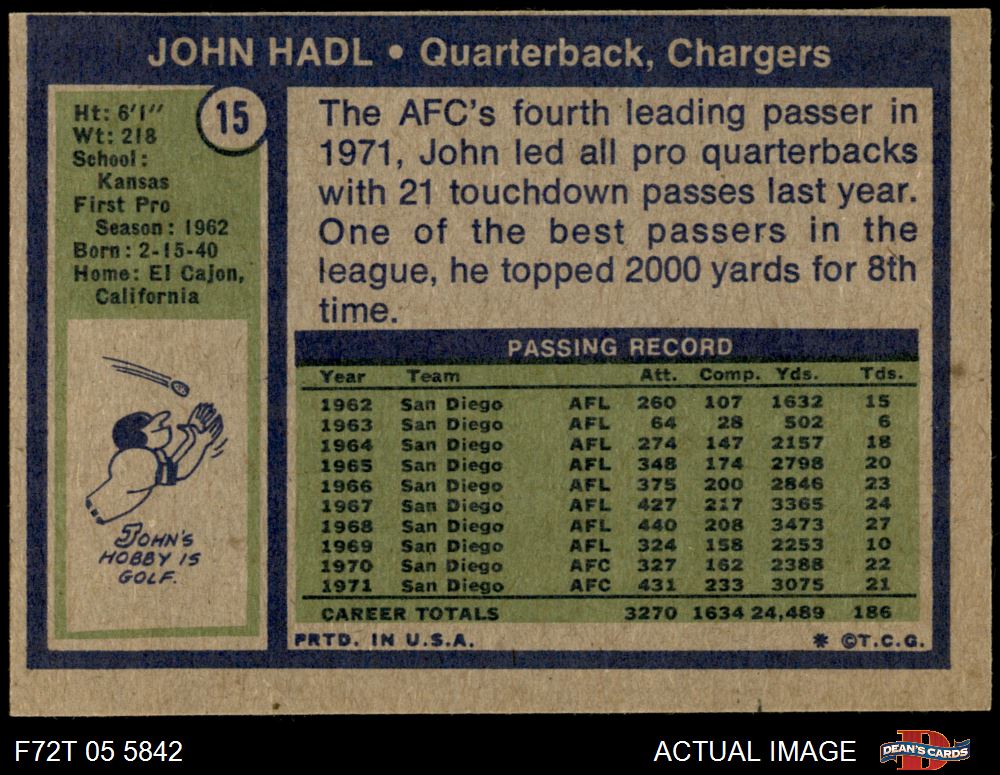 JOHN HADL • Quarterback, Chargers
15
Ht: 6'1"
Wt: 218
School:
Kansas
First Pro
Season: 1962
Born: 2-15-40
Home: El Cajon,
California
JOHN'S
HOBBY IS
GOLF.
The AFC's fourth leading passer in
1971, John led all pro quarterbacks
with 21 touchdown passes last year.
One of the best passers in the
league, he topped 2000 yards for 8th
time.
PASSING RECORD
Year Team Att. Comp. Yds. Tds.
1962 San Diego AFL 260 107 1632 15
1963 San Diego AFL 64 28 502 6
1964 San Diego AFL 274 147 2157 18
1965 San Diego AFL 348 174 2798 20
1966 San Diego AFL 375 200 2846 23
1967 San Diego AFL 427 217 3365 24
1968 San Diego AFL 440 208 3473 27
1969 San Diego AFL 324 158 2253 10
1970 San Diego AFC 327 162 2388 22
1971 San Diego AFC 431 233 3075 21
CAREER TOTALS 3270 1634 24,489 186
PRTD. IN U.S.A. * ©T.C.G.
F72T 05 5842 ACTUAL IMAGE DEAN'S CARDS